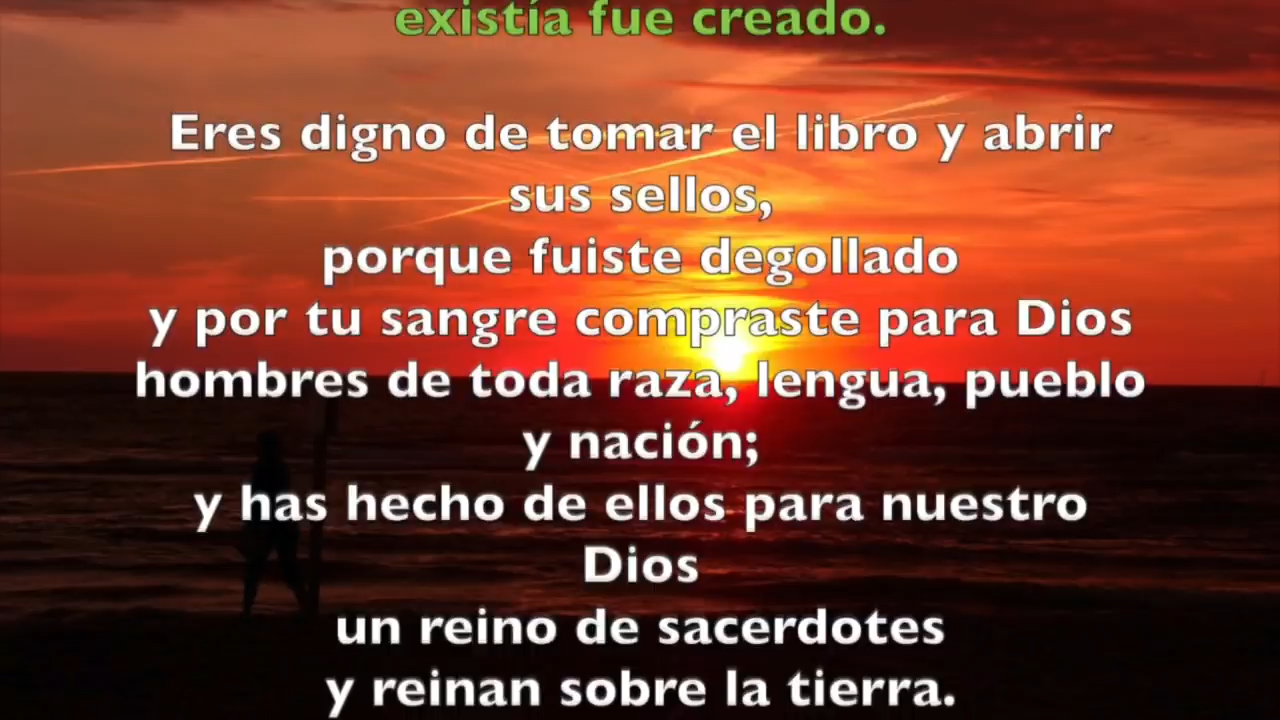 existía fue creado.
Eres digno de tomar el libro y abrir
sus sellos,
porque fuiste degollado
y por tu sangre compraste para Dios
hombres de toda raza, lengua, pueblo
y nación;
y has hecho de ellos para nuestro
Dios
un reino de sacerdotes
y reinan sobre la tierra.